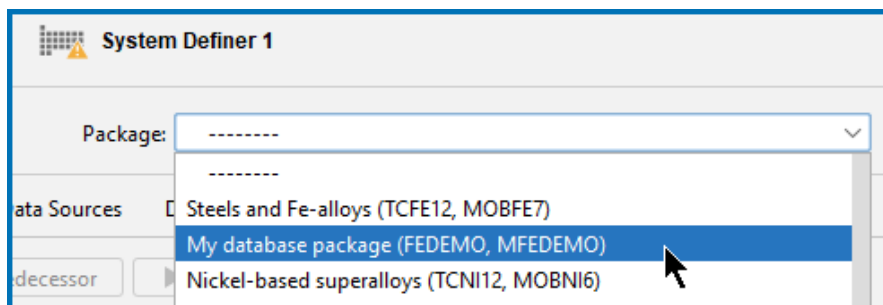 System Definer 1
Package: --------
--------
ata Sources D
Steels and Fe-alloys (TCFE12, MOBFE7)
My database package (FEDEMO, MFEDEMO)
edecessor
Nickel-based superalloys (TCNI12, MOBNI6)